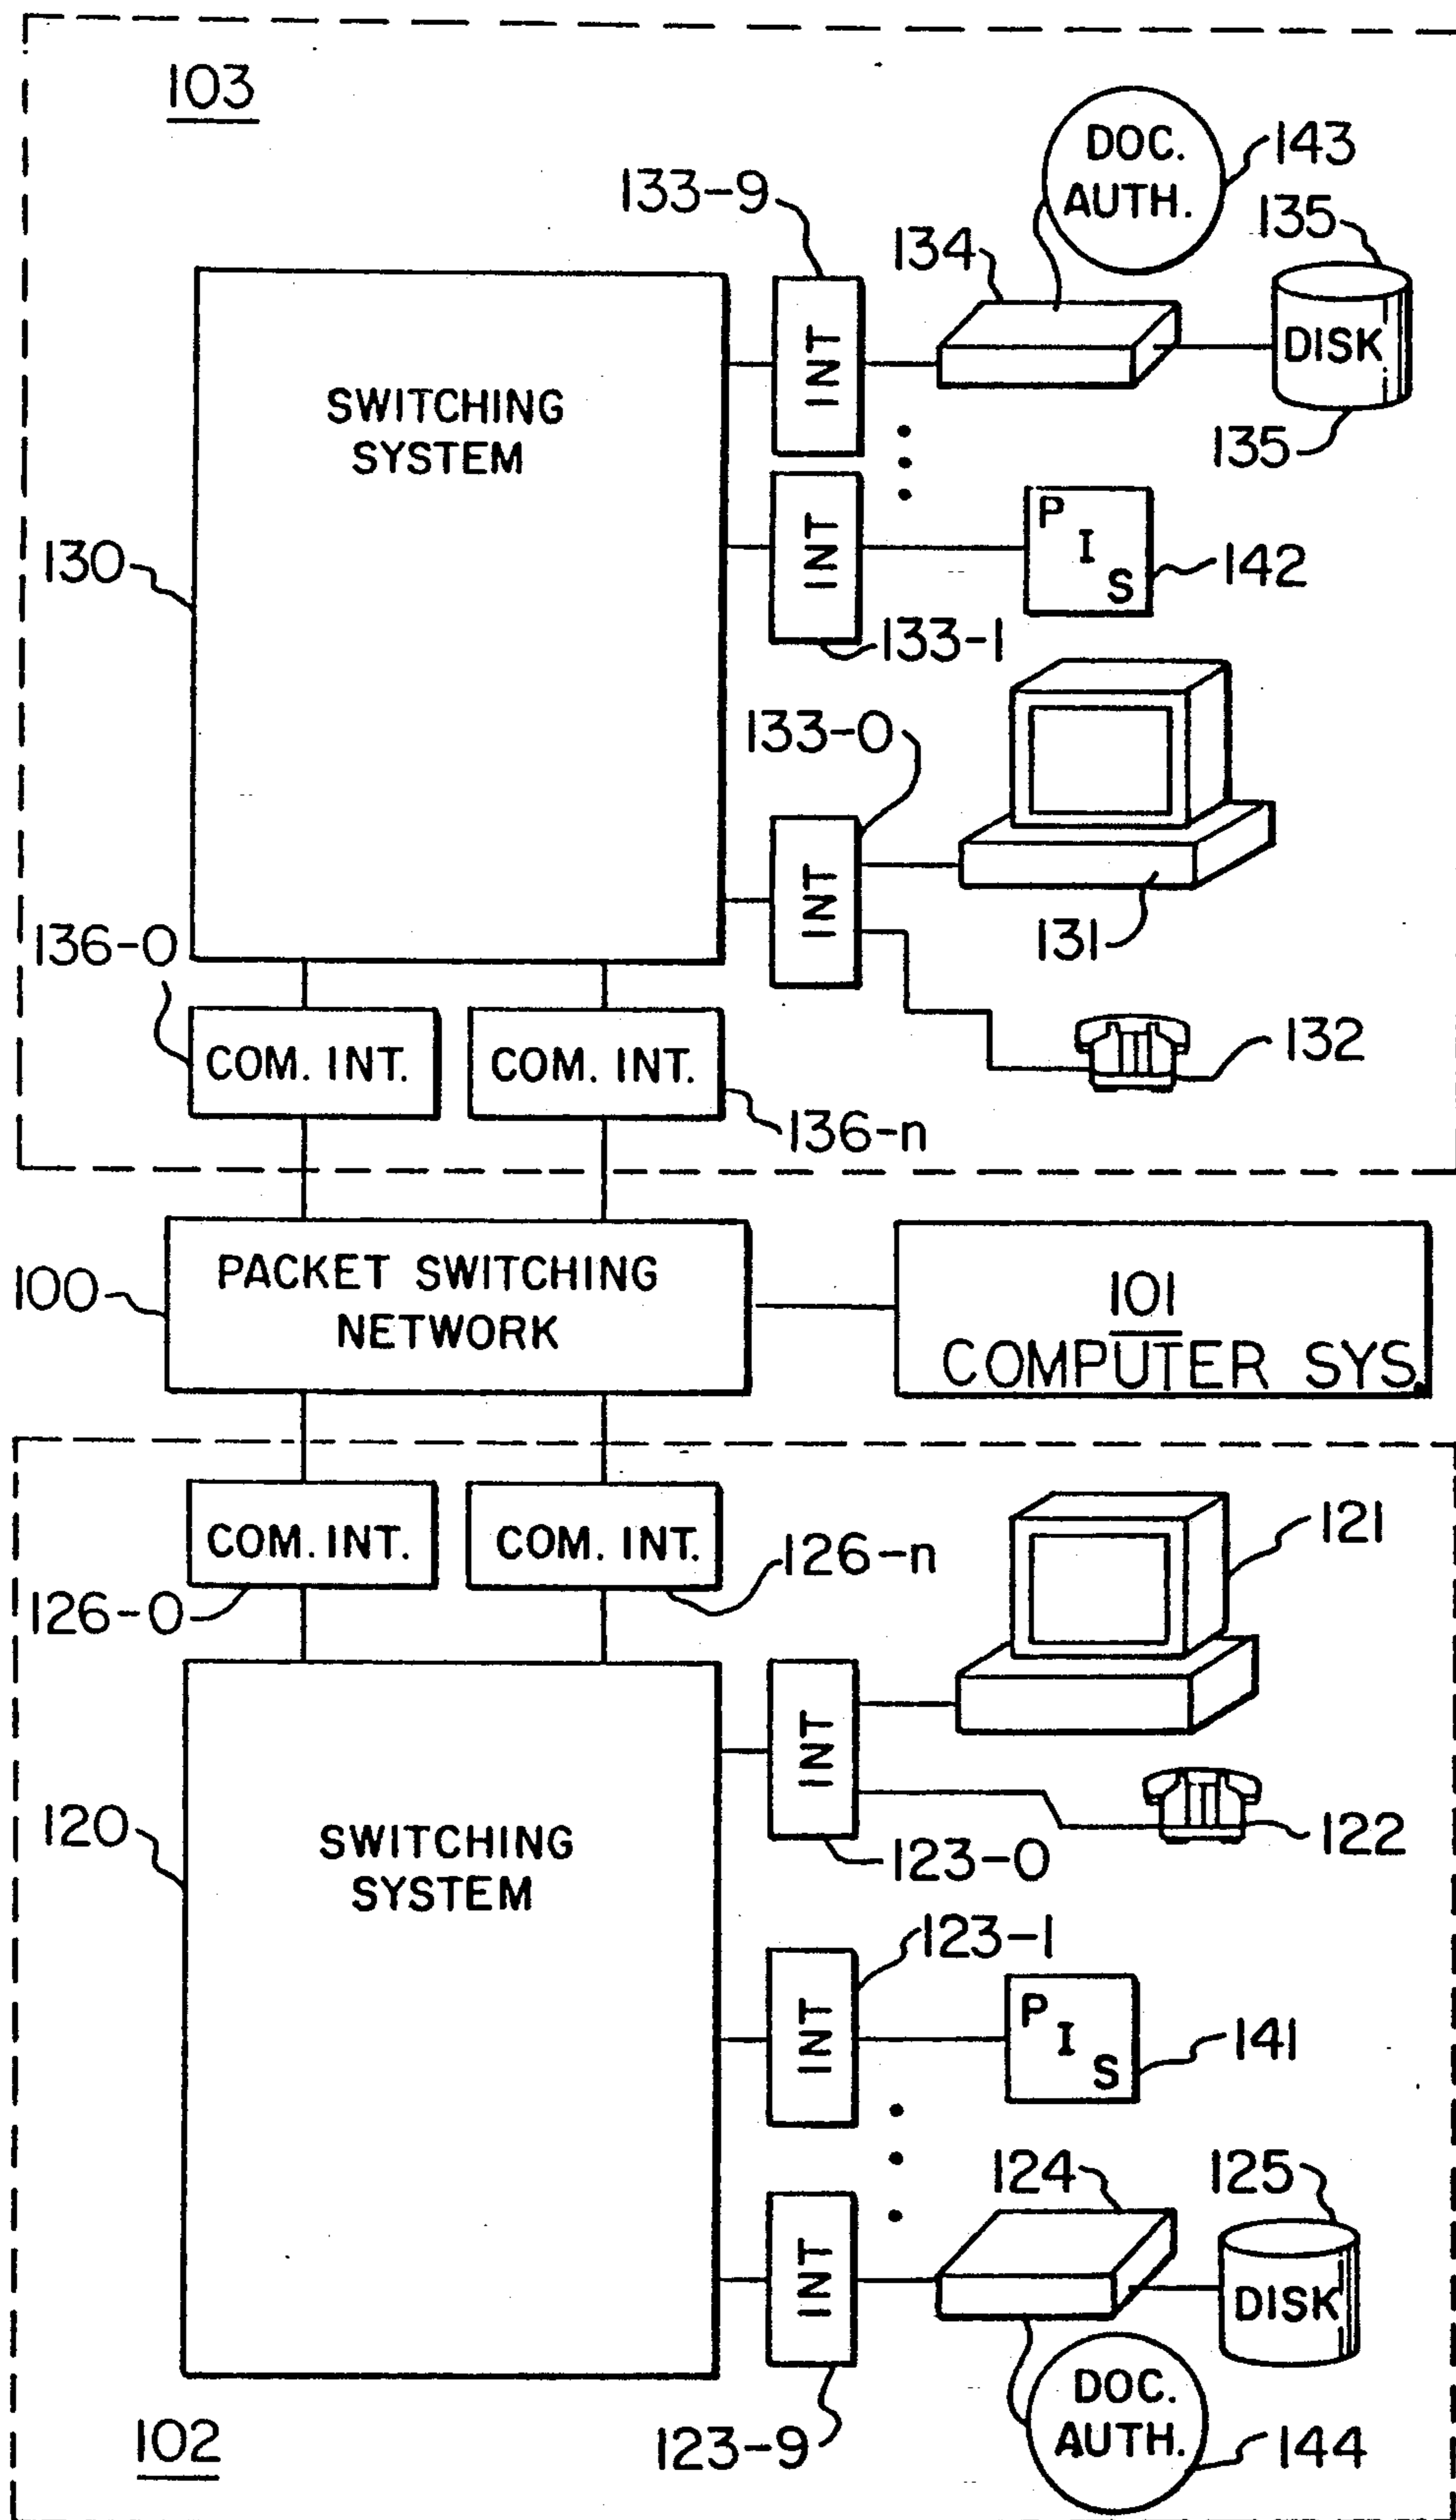 103
DOC.
AUTH.
143
133-9
134
135
INT
DISK
SWITCHING
SYSTEM
135
130
INT
P
I
S
142
133-1
133-0
INT
131
136-0
132
COM. INT.
COM. INT.
136-n
100
PACKET SWITCHING
NETWORK
101
COMPUTER SYS.
COM. INT.
COM. INT.
126-0
126-n
121
INT
122
123-0
120
SWITCHING
SYSTEM
123-1
INT
P
I
S
141
124
125
INT
DISK
DOC.
AUTH.
144
123-9
102